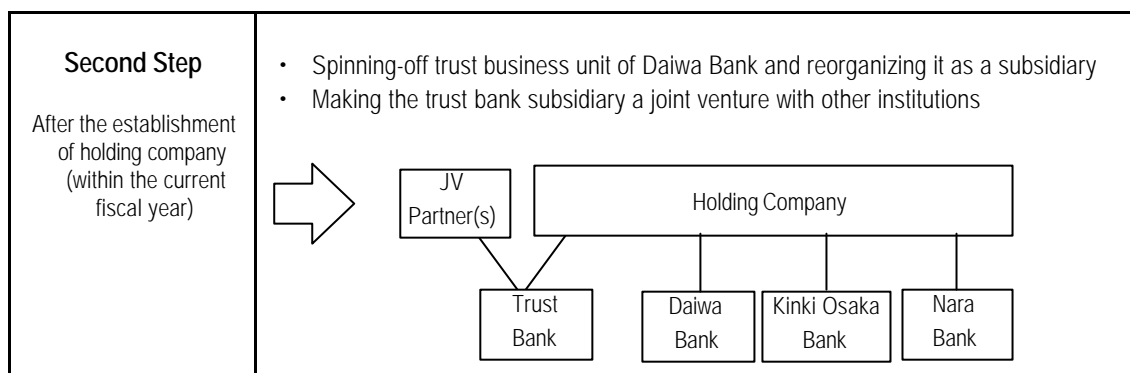 Second Step
After the establishment
of holding company
(within the current
fiscal year)
• Spinning-off trust business unit of Daiwa Bank and reorganizing it as a subsidiary
• Making the trust bank subsidiary a joint venture with other institutions
JV
Partner(s)
Holding Company
Trust
Bank
Daiwa
Bank
Kinki Osaka
Bank
Nara
Bank